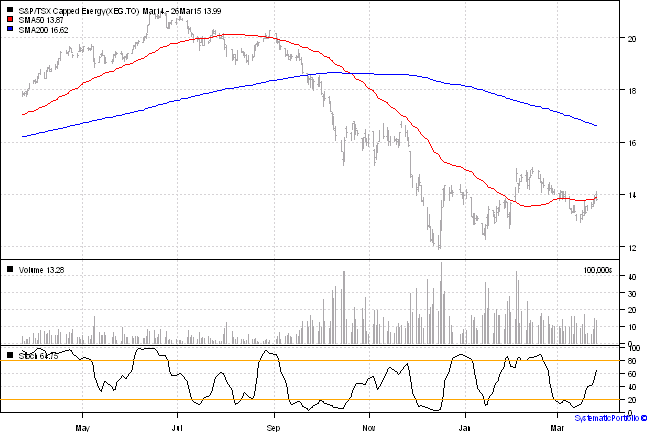 S&P/TSX Capped Energy(XEG.TO) Mar14 - 26Mar15 13.99
SMA50 13.87
SMA200 16.62
20
18
16
14
12
Volume 13.28
100,000s
40
30
20
10
0
Stoch 64.75
100
80
60
40
20
0
May
Jul
Sep
Nov
Jan
Mar
SystematicPortfolio ©